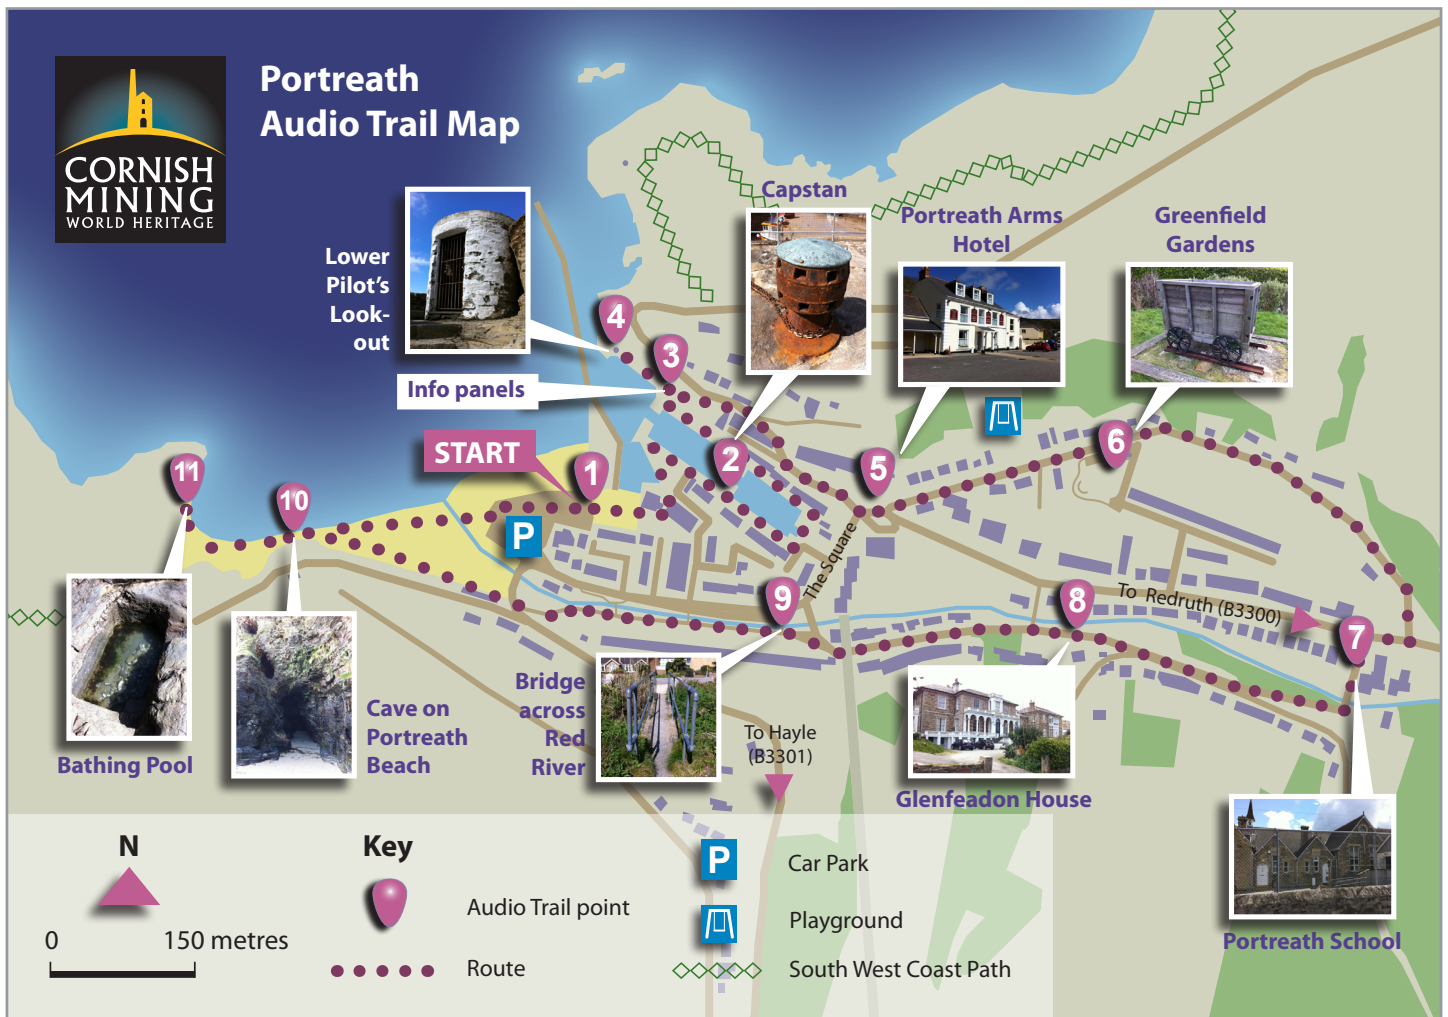 Portreath
Audio Trail Map
CORNISH
MINING
WORLD HERITAGE
Capstan
Portreath Arms
Hotel
Greenfield
Gardens
Lower
Pilot's
Look-
out
4
3
Info panels
START
1
2
5
6
11
10
P
The Square
9
8
To Redruth (B3300)
7
Bathing Pool
Cave on
Portreath
Beach
Bridge
across
Red
River
To Hayle
(B3301)
Glenfeadon House
Portreath School
N
0
150 metres
Key
Audio Trail point
Route
P
Car Park
Playground
South West Coast Path